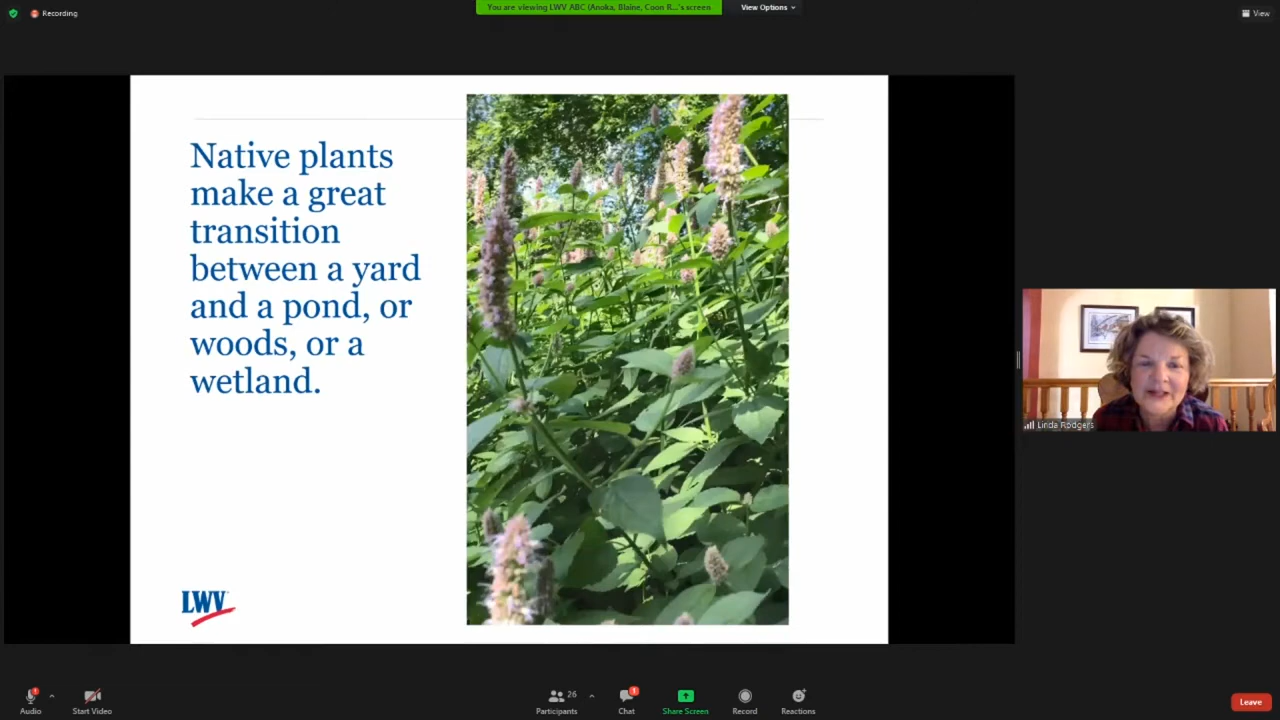 Recording
You are viewing LWV ABC (Anoka, Blaine, Coon R...'s screen
View Options
View
Native plants
make a great
transition
between a yard
and a pond, or
woods, or a
wetland.
LWV
Linda Rodgers
Audio
Start Video
26
Participants
Chat
Share Screen
Record
Reactions
Leave